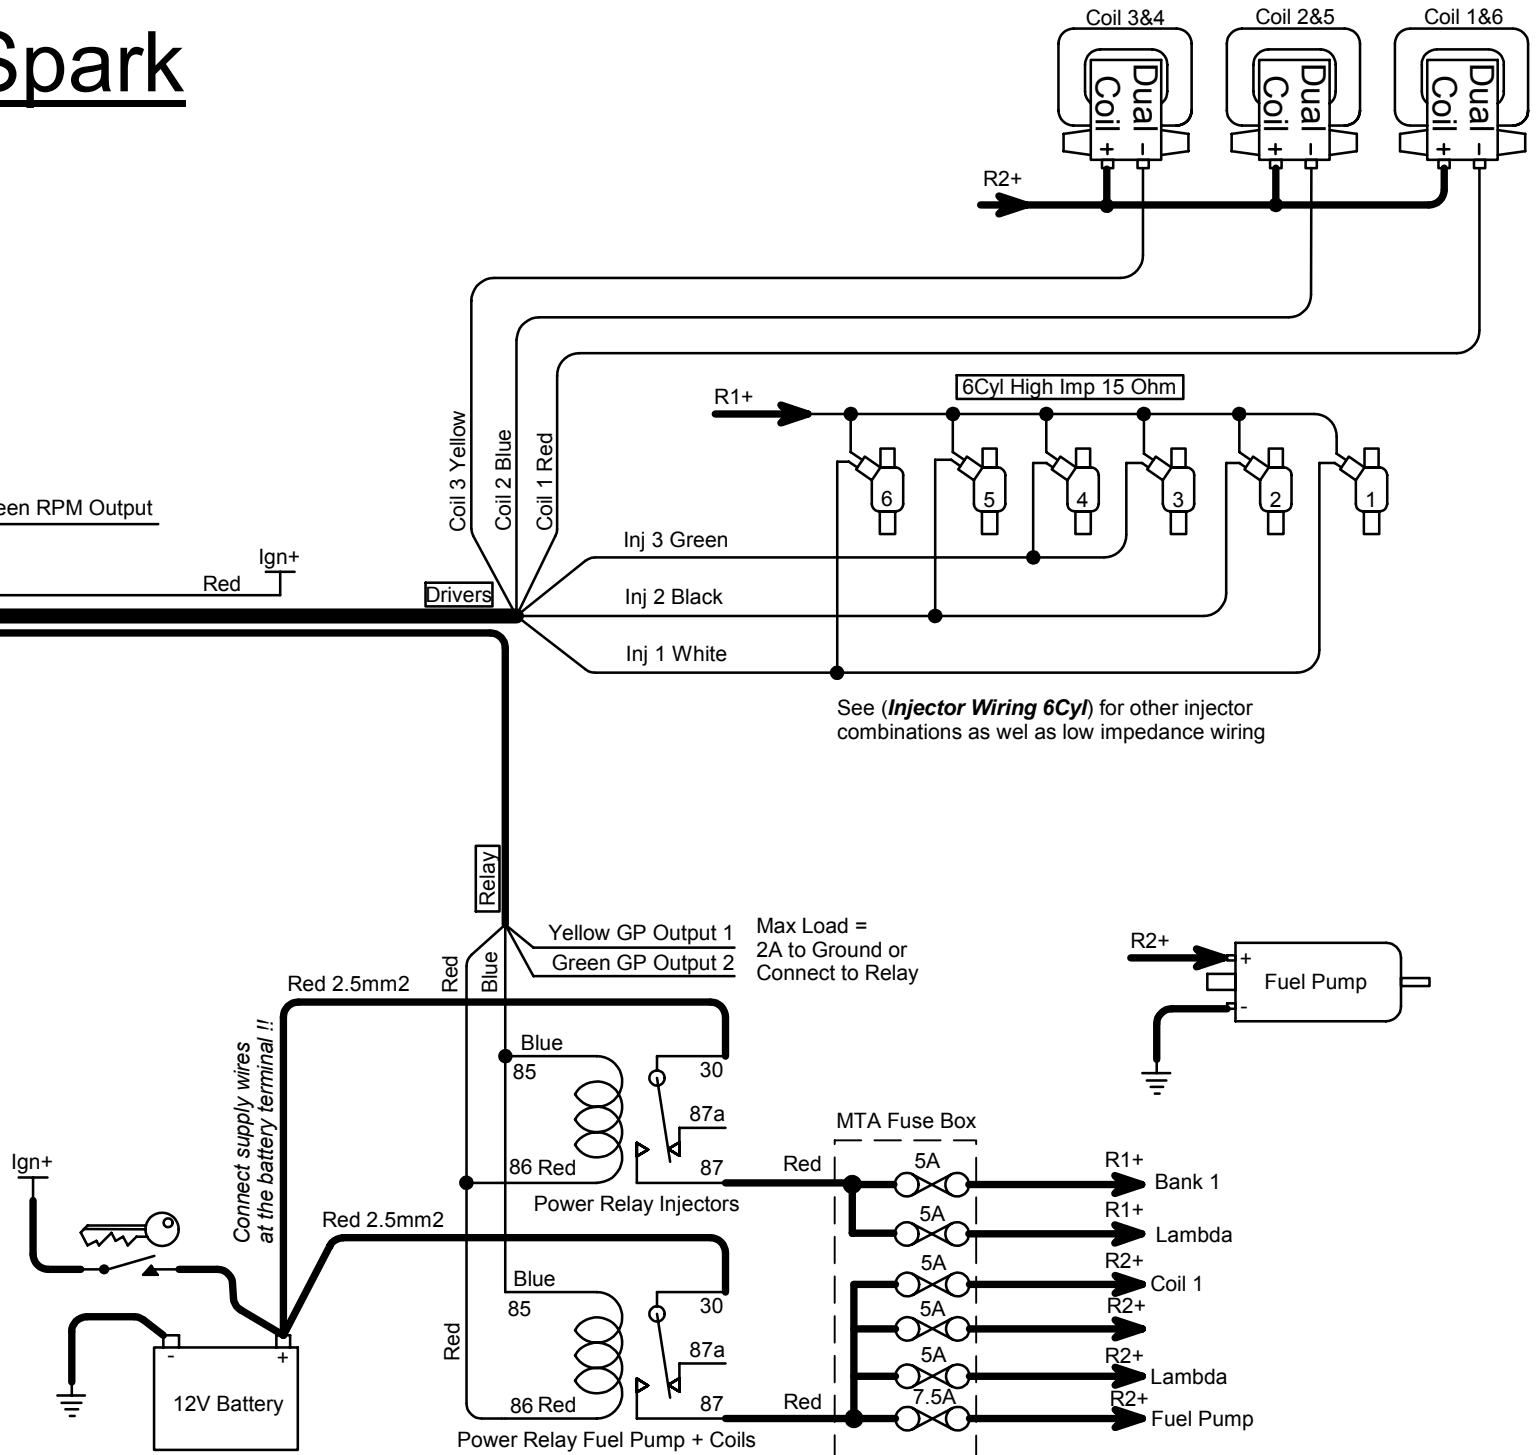 Spark
Coil 3&4
Coil 2&5
Coil 1&6
Dual
Coil
+ -
Dual
Coil
+ -
Dual
Coil
+ -
R2+
R1+
6Cyl High Imp 15 Ohm
Coil 3 Yellow
Coil 2 Blue
Coil 1 Red
6
5
4
3
2
1
een RPM Output
Inj 3 Green
Ign+
Red
Drivers
Inj 2 Black
Inj 1 White
See (Injector Wiring 6Cyl) for other injector
combinations as wel as low impedance wiring
Relay
Yellow GP Output 1
Green GP Output 2
Max Load =
2A to Ground or
Connect to Relay
R2+
+
Fuel Pump
-
Red
Blue
Red 2.5mm2
Connect supply wires
at the battery terminal !!
Blue
85
30
87a
86 Red
87
Power Relay Injectors
Red
MTA Fuse Box
5A
R1+
Bank 1
5A
R1+
Lambda
5A
R2+
Coil 1
5A
R2+
5A
R2+
Lambda
7.5A
R2+
Fuel Pump
Ign+
Red 2.5mm2
Blue
85
30
87a
Red
86 Red
87
Red
Power Relay Fuel Pump + Coils
- +
12V Battery